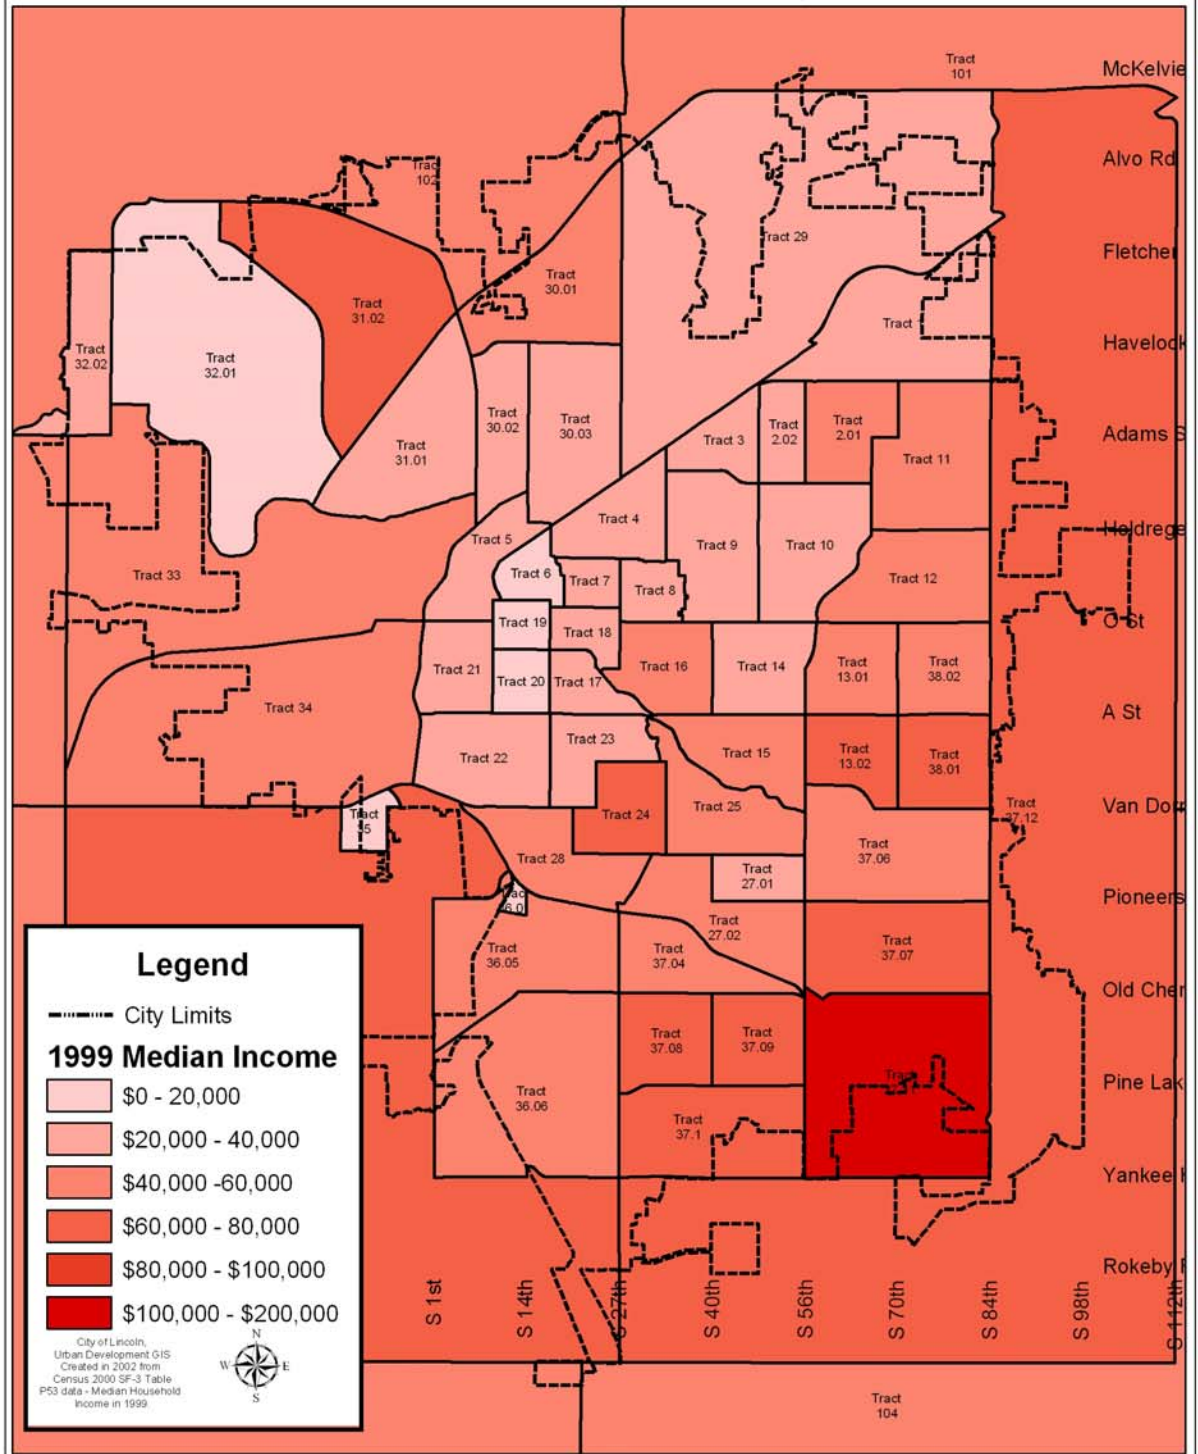 Tract
101
McKelvie
Alvo Rd
Tract
102
Tract 29
Fletcher
Tract
30.01
Tract
31.02
Tract
Havelock
Tract
32.02
Tract
32.01
Tract
30.02
Tract
30.03
Tract
2.02
Tract
2.01
Adams S
Tract 3
Tract
31.01
Tract 11
Tract 4
Holdrege
Tract 5
Tract 9
Tract 10
Tract 33
Tract 6
Tract 7
Tract 8
Tract 12
O St
Tract 19
Tract 18
Tract 21
Tract 20
Tract 17
Tract 16
Tract 14
Tract
13.01
Tract
38.02
Tract 34
A St
Tract 22
Tract 23
Tract 15
Tract
13.02
Tract
38.01
Tract
Tract 24
Tract 25
Tract
37.12
Van Dor
Tract 28
Tract
37.06
Tract
27.01
Pioneers
Tract
27.02
Tract
36.05
Tract
37.04
Tract
37.07
Old Cher
Tract
37.08
Tract
37.09
Pine Lak
Tract
36.06
Tract
37.1
Yankee
Rokeby
S 1st
S 14th
S 27th
S 40th
S 56th
S 70th
S 84th
S 98th
S 112th
Tract
104
Legend
City Limits
1999 Median Income
$0 - 20,000
$20,000 - 40,000
$40,000 -60,000
$60,000 - 80,000
$80,000 - $100,000
$100,000 - $200,000
City of Lincoln,
Urban Development GIS
Created in 2002 from
Census 2000 SF-3 Table
P53 data - Median Household
Income in 1999.
N
W E
S